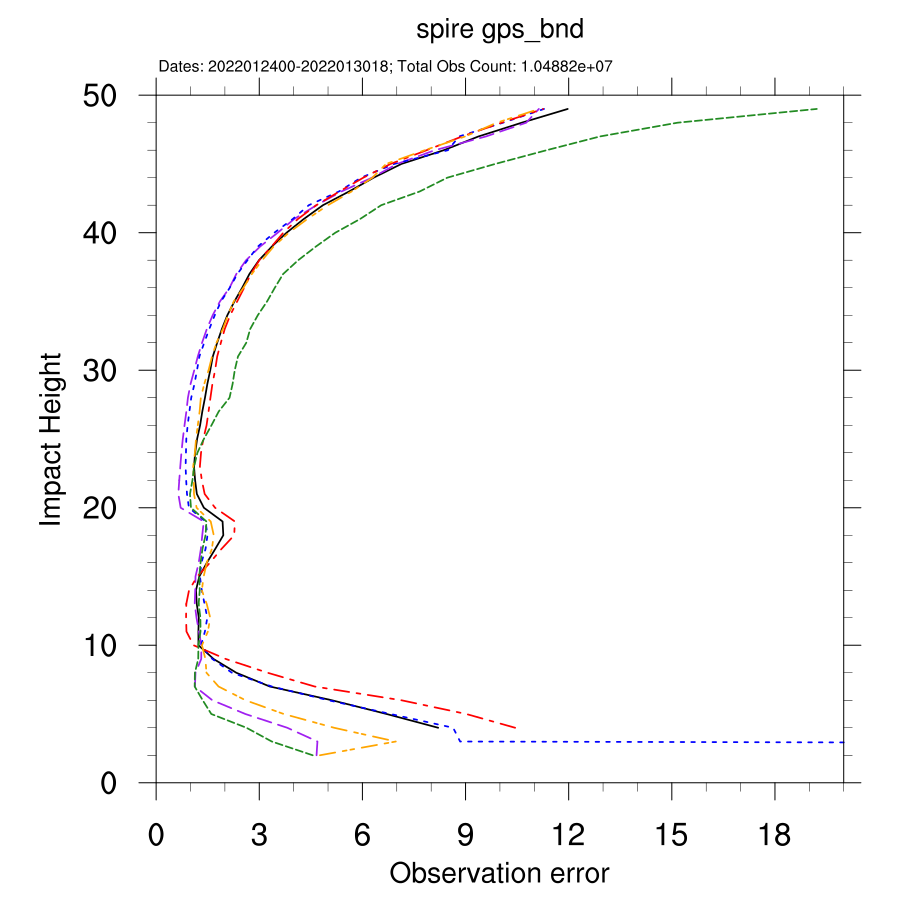 spire gps_bnd
Dates: 2022012400-2022013018; Total Obs Count: 1.04882e+07
50
40
30
20
10
0
Impact Height
0 3 6 9 12 15 18
Observation error